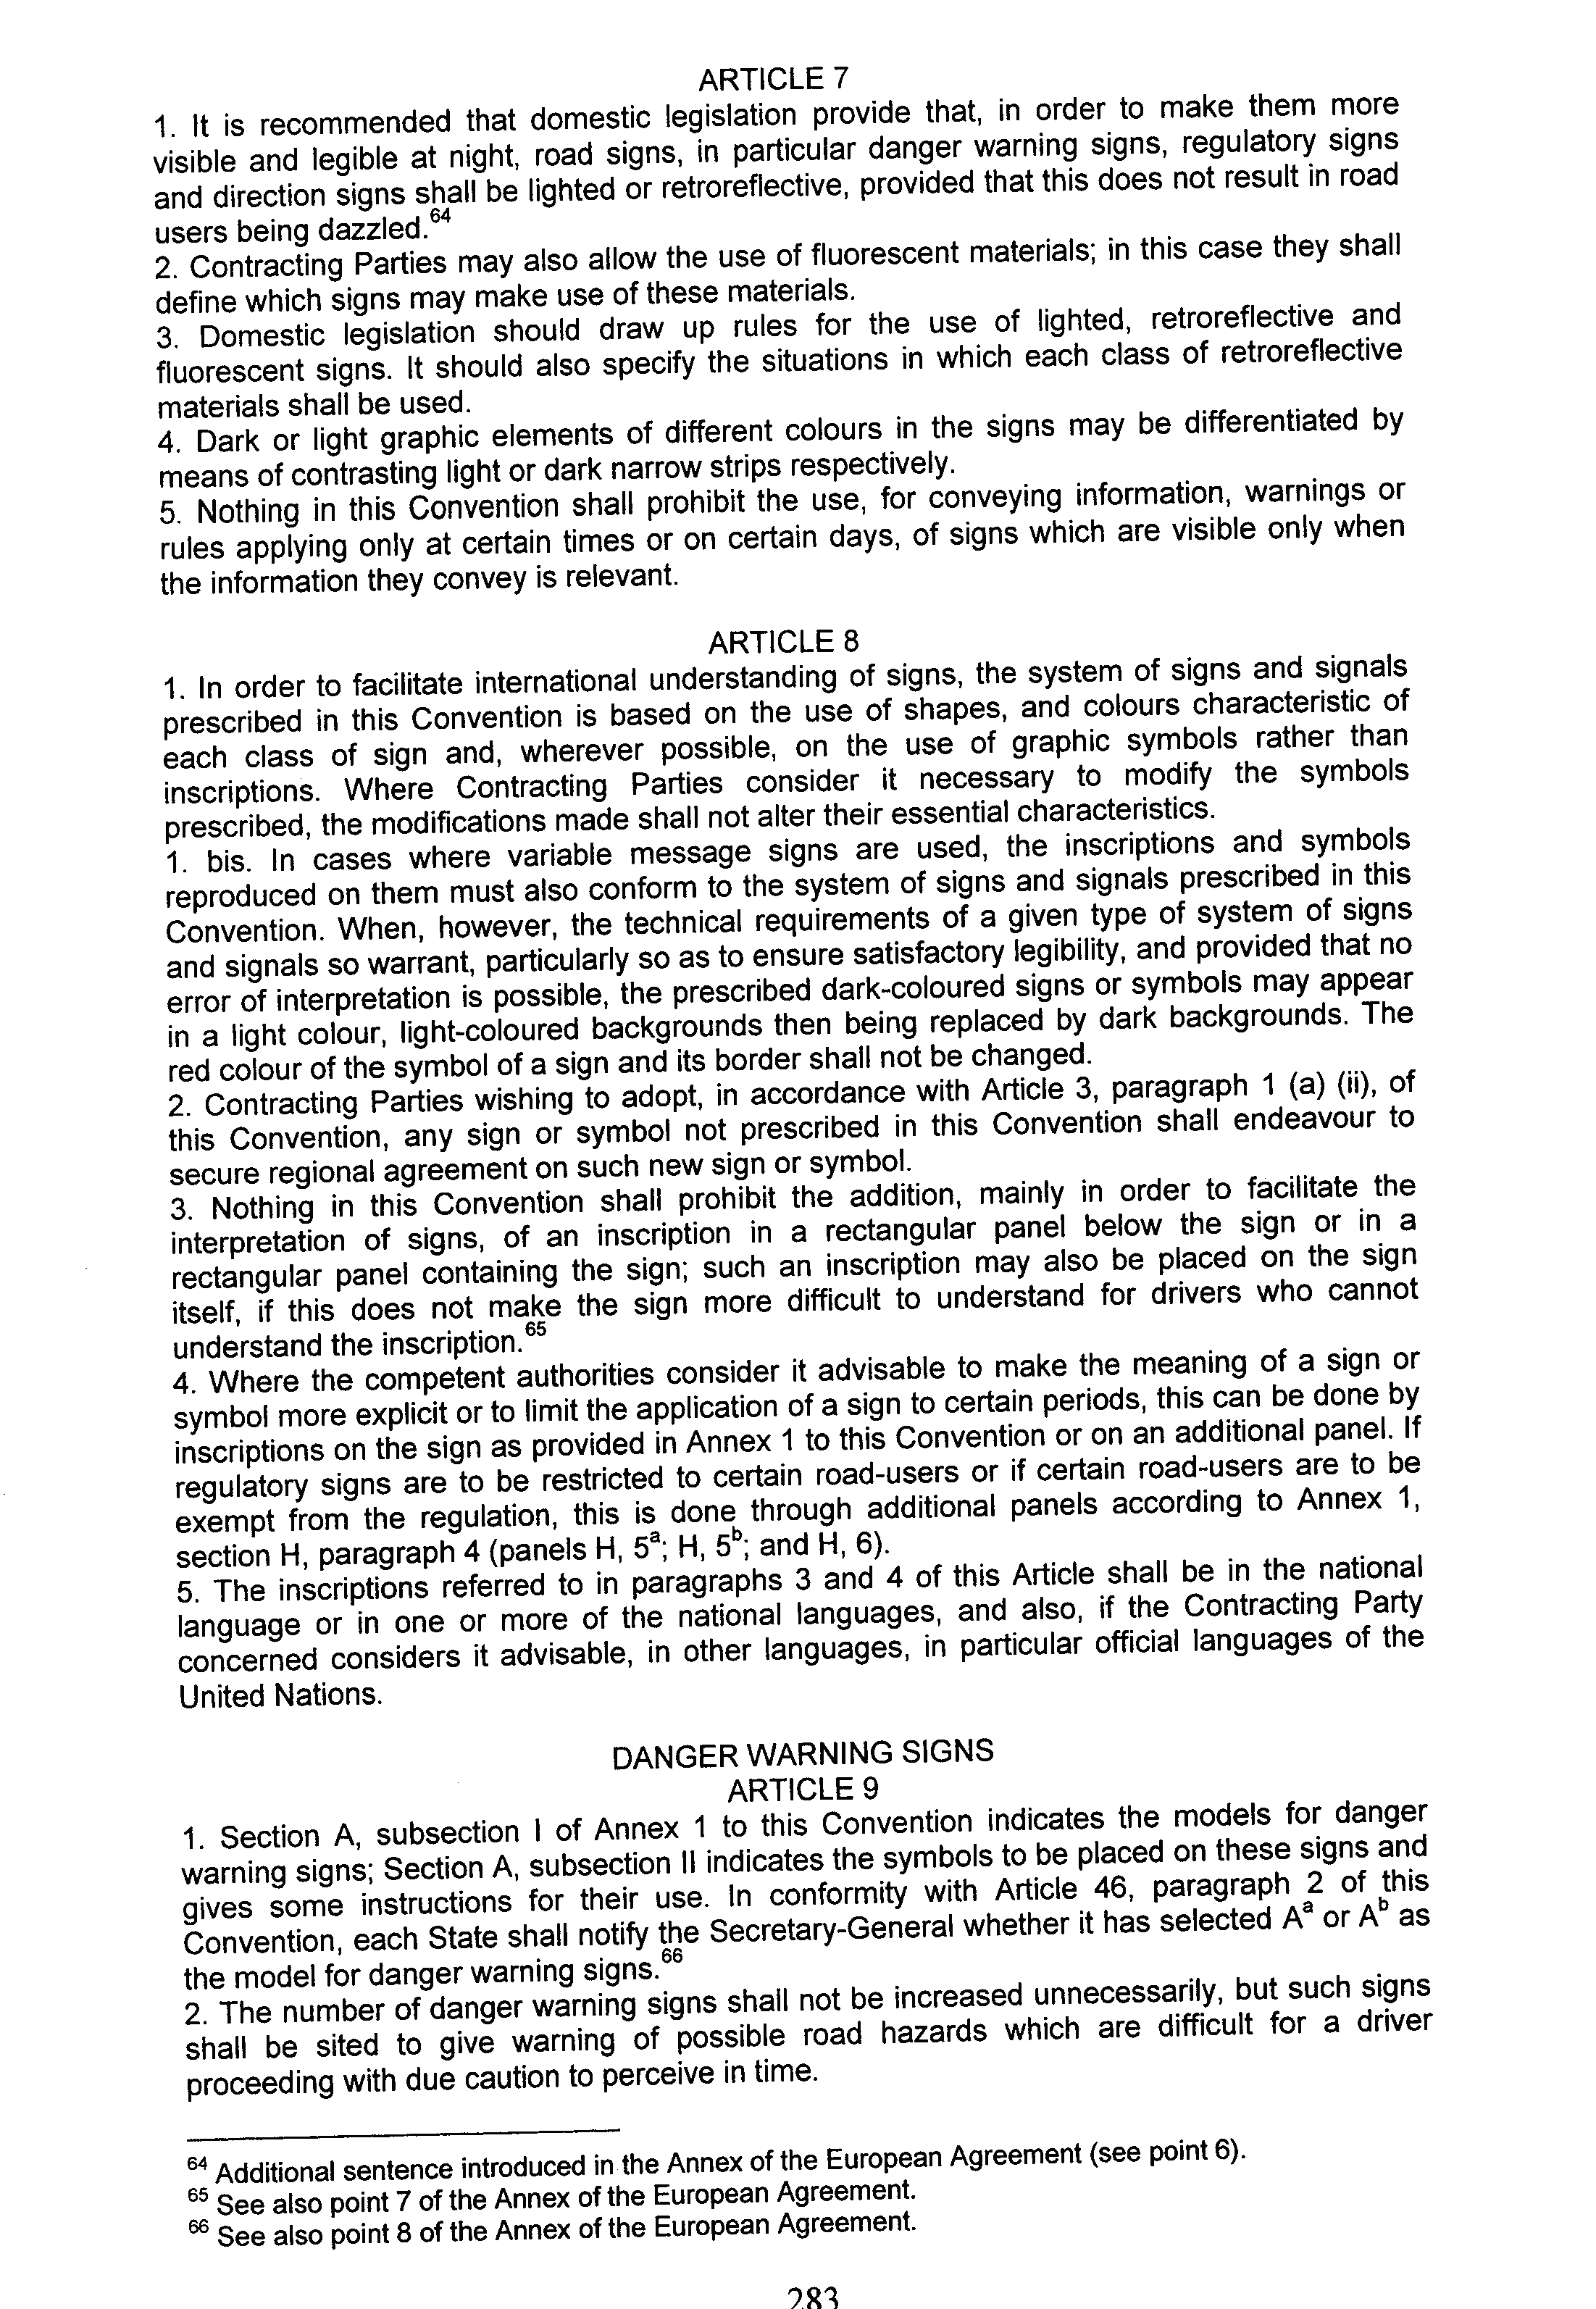 ARTICLE 7
1. It is recommended that domestic legislation provide that, in order to make them more
visible and legible at night, road signs, in particular danger warning signs, regulatory signs
and direction signs shall be lighted or retroreflective, provided that this does not result in road
users being dazzled.64
2. Contracting Parties may also allow the use of fluorescent materials; in this case they shall
define which signs may make use of these materials.
3. Domestic legislation should draw up rules for the use of lighted, retroreflective and
fluorescent signs. It should also specify the situations in which each class of retroreflective
materials shall be used.
4. Dark or light graphic elements of different colours in the signs may be differentiated by
means of contrasting light or dark narrow strips respectively.
5. Nothing in this Convention shall prohibit the use, for conveying information, warnings or
rules applying only at certain times or on certain days, of signs which are visible only when
the information they convey is relevant.
ARTICLE 8
1. In order to facilitate international understanding of signs, the system of signs and signals
prescribed in this Convention is based on the use of shapes, and colours characteristic of
each class of sign and, wherever possible, on the use of graphic symbols rather than
inscriptions. Where Contracting Parties consider it necessary to modify the symbols
prescribed, the modifications made shall not alter their essential characteristics.
1. bis. In cases where variable message signs are used, the inscriptions and symbols
reproduced on them must also conform to the system of signs and signals prescribed in this
Convention. When, however, the technical requirements of a given type of system of signs
and signals so warrant, particularly so as to ensure satisfactory legibility, and provided that no
error of interpretation is possible, the prescribed dark-coloured signs or symbols may appear
in a light colour, light-coloured backgrounds then being replaced by dark backgrounds. The
red colour of the symbol of a sign and its border shall not be changed.
2. Contracting Parties wishing to adopt, in accordance with Article 3, paragraph 1 (a) (ii), of
this Convention, any sign or symbol not prescribed in this Convention shall endeavour to
secure regional agreement on such new sign or symbol.
3. Nothing in this Convention shall prohibit the addition, mainly in order to facilitate the
interpretation of signs, of an inscription in a rectangular panel below the sign or in a
rectangular panel containing the sign; such an inscription may also be placed on the sign
itself, if this does not make the sign more difficult to understand for drivers who cannot
understand the inscription.65
4. Where the competent authorities consider it advisable to make the meaning of a sign or
symbol more explicit or to limit the application of a sign to certain periods, this can be done by
inscriptions on the sign as provided in Annex 1 to this Convention or on an additional panel. If
regulatory signs are to be restricted to certain road-users or if certain road-users are to be
exempt from the regulation, this is done through additional panels according to Annex 1,
section H, paragraph 4 (panels H, 5a; H, 5b; and H, 6).
5. The inscriptions referred to in paragraphs 3 and 4 of this Article shall be in the national
language or in one or more of the national languages, and also, if the Contracting Party
concerned considers it advisable, in other languages, in particular official languages of the
United Nations.
DANGER WARNING SIGNS
ARTICLE 9
1. Section A, subsection I of Annex 1 to this Convention indicates the models for danger
warning signs; Section A, subsection II indicates the symbols to be placed on these signs and
gives some instructions for their use. In conformity with Article 46, paragraph 2 of this
Convention, each State shall notify the Secretary-General whether it has selected Aa or Ab as
the model for danger warning signs.66
2. The number of danger warning signs shall not be increased unnecessarily, but such signs
shall be sited to give warning of possible road hazards which are difficult for a driver
proceeding with due caution to perceive in time.
64 Additional sentence introduced in the Annex of the European Agreement (see point 6).
65 See also point 7 of the Annex of the European Agreement.
66 See also point 8 of the Annex of the European Agreement.
283